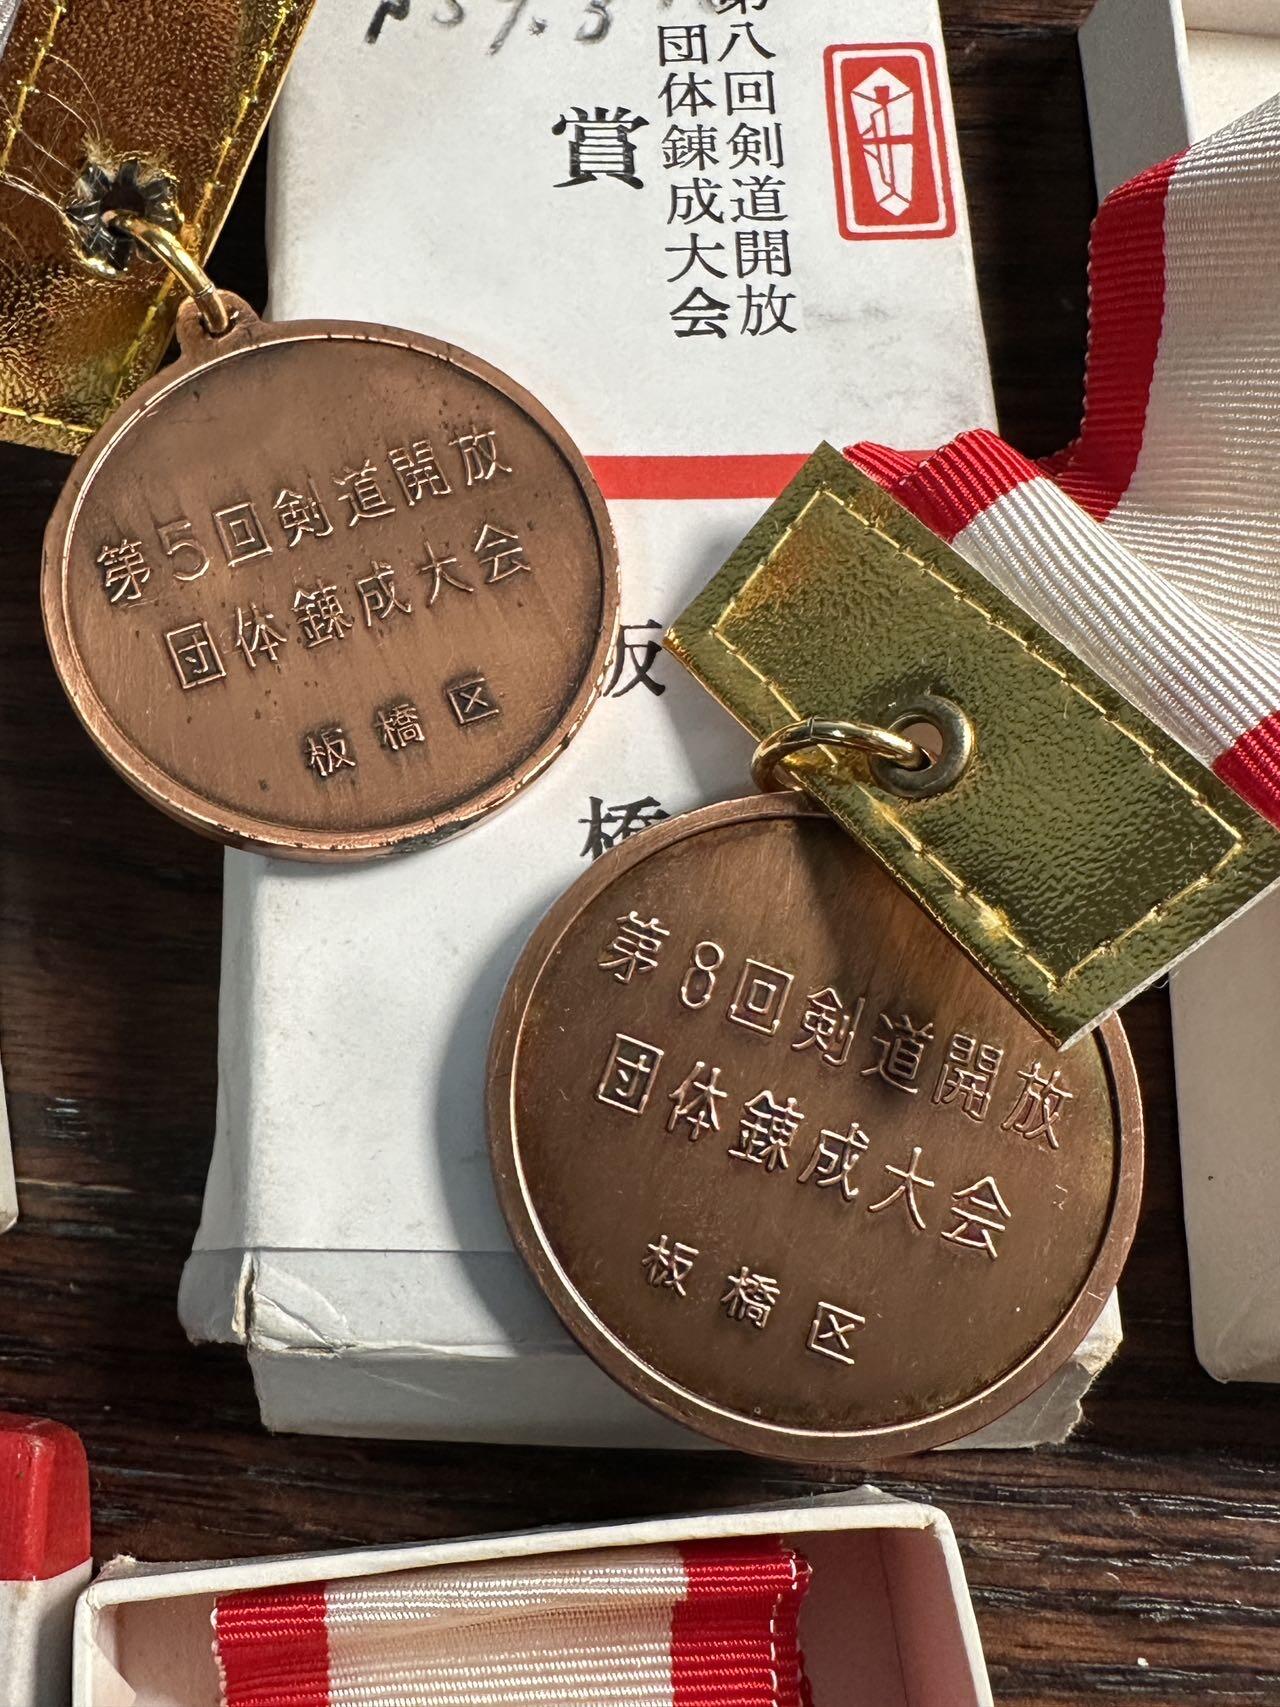 第八回剣道開放
団体錬成大会
賞
板
橋
第5回剣道開放
団体錬成大会
板橋区
第8回剣道開放
団体錬成大会
板橋区